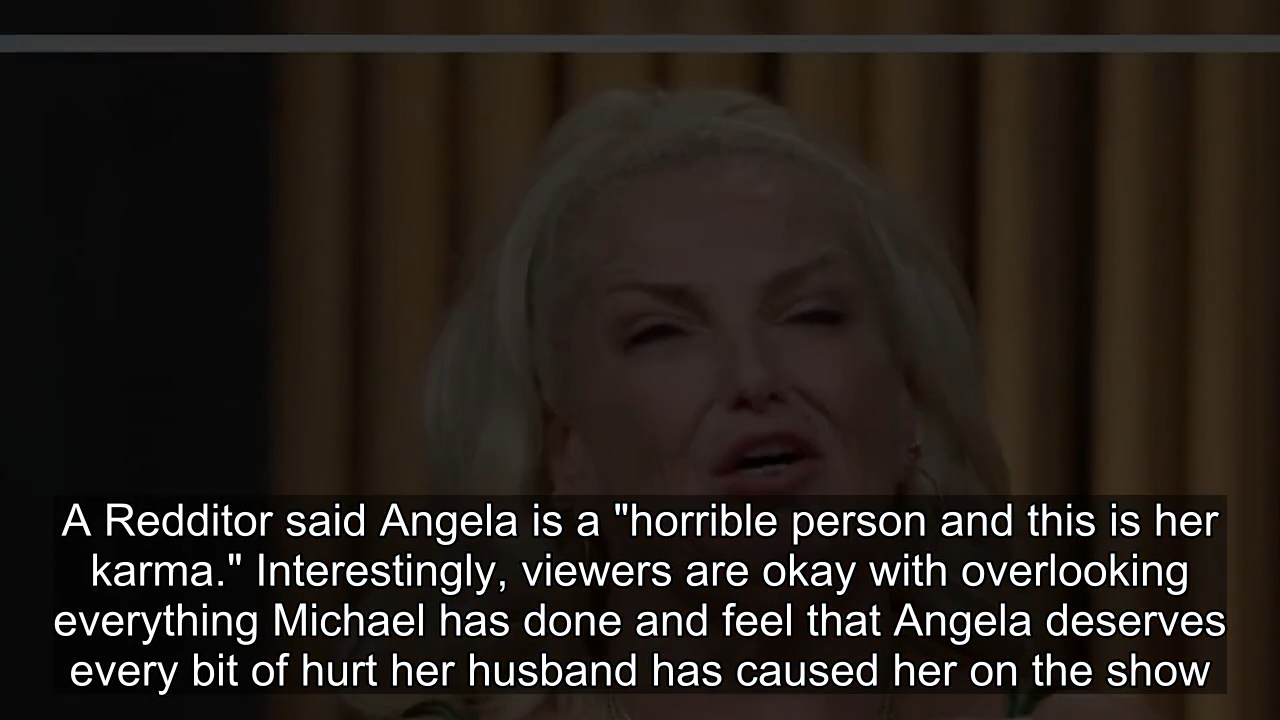 A Redditor said Angela is a "horrible person and this is her
karma." Interestingly, viewers are okay with overlooking
everything Michael has done and feel that Angela deserves
every bit of hurt her husband has caused her on the show